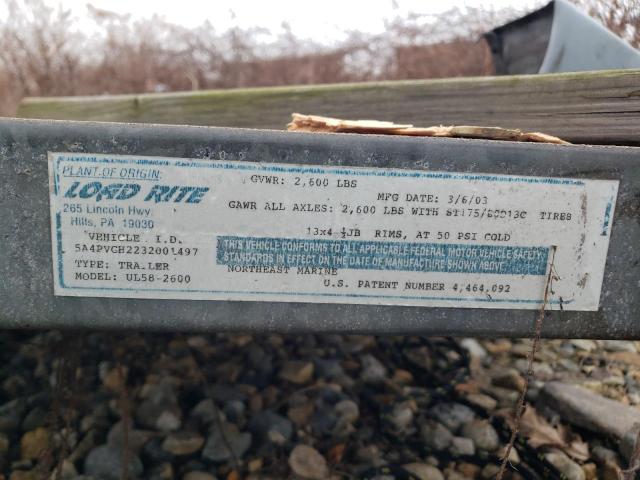 PLANT OF ORIGIN:
LOAD RITE
265 Lincoln Hwy.
Hills, PA 19030
VEHICLE I.D.
5A4PVCH223200L497
TYPE: TRAILER
MODEL: UL58-2600
GVWR: 2,600 LBS
MFG DATE: 3/6/03
GAWR ALL AXLES: 2,600 LBS WITH ST175/80D13C TIRES
13x4 ½JB RIMS, AT 50 PSI COLD
THIS VEHICLE CONFORMS TO ALL APPLICABLE FEDERAL MOTOR VEHICLE SAFETY
STANDARDS IN EFFECT ON THE DATE OF MANUFACTURE SHOWN ABOVE.
NORTHEAST MARINE
U.S. PATENT NUMBER 4,464,092